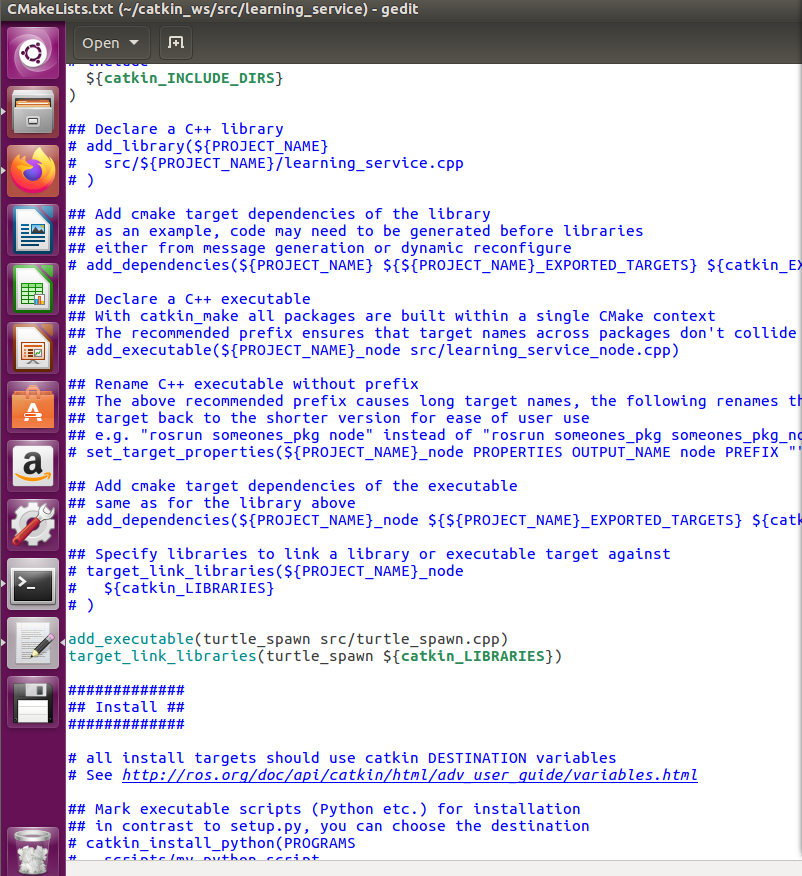 CMakeLists.txt (~/catkin_ws/src/learning_service) - gedit
Open
# include
${catkin_INCLUDE_DIRS}
)
## Declare a C++ library
# add_library(${PROJECT_NAME}
#   src/${PROJECT_NAME}/learning_service.cpp
# )
## Add cmake target dependencies of the library
## as an example, code may need to be generated before libraries
## either from message generation or dynamic reconfigure
# add_dependencies(${PROJECT_NAME} ${${PROJECT_NAME}_EXPORTED_TARGETS} ${catkin_EX
## Declare a C++ executable
## With catkin_make all packages are built within a single CMake context
## The recommended prefix ensures that target names across packages don't collide
# add_executable(${PROJECT_NAME}_node src/learning_service_node.cpp)
## Rename C++ executable without prefix
## The above recommended prefix causes long target names, the following renames th
## target back to the shorter version for ease of user use
## e.g. "rosrun someones_pkg node" instead of "rosrun someones_pkg someones_pkg_no
# set_target_properties(${PROJECT_NAME}_node PROPERTIES OUTPUT_NAME node PREFIX "'
## Add cmake target dependencies of the executable
## same as for the library above
# add_dependencies(${PROJECT_NAME}_node ${${PROJECT_NAME}_EXPORTED_TARGETS} ${catk
## Specify libraries to link a library or executable target against
# target_link_libraries(${PROJECT_NAME}_node
#   ${catkin_LIBRARIES}
# )
add_executable(turtle_spawn src/turtle_spawn.cpp)
target_link_libraries(turtle_spawn ${catkin_LIBRARIES})
#############
## Install ##
#############
# all install targets should use catkin DESTINATION variables
# See http://ros.org/doc/api/catkin/html/adv_user_guide/variables.html
## Mark executable scripts (Python etc.) for installation
## in contrast to setup.py, you can choose the destination
# catkin_install_python(PROGRAMS
#   scripts/my_python_script